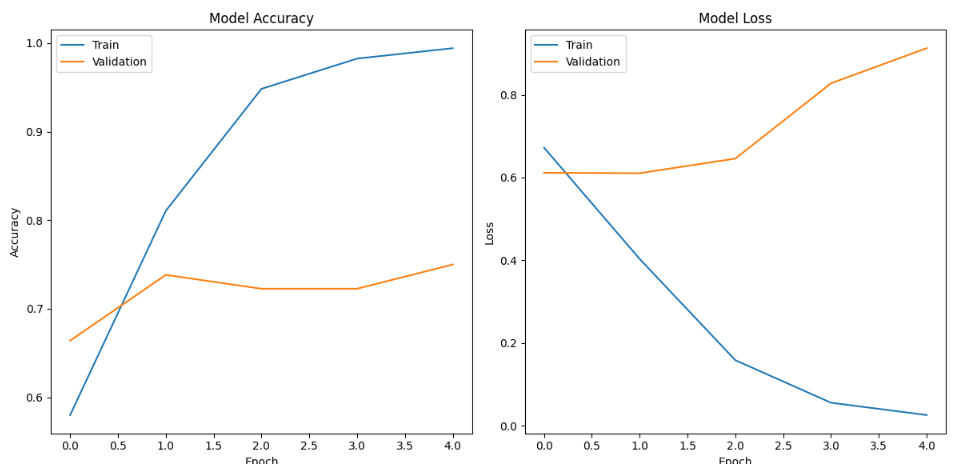 Model Accuracy
1.0
0.9
0.8
0.7
0.6
Accuracy
Train
Validation
0.0 0.5 1.0 1.5 2.0 2.5 3.0 3.5 4.0
Epoch
Model Loss
0.8
0.6
0.4
0.2
0.0
Loss
Train
Validation
0.0 0.5 1.0 1.5 2.0 2.5 3.0 3.5 4.0
Epoch